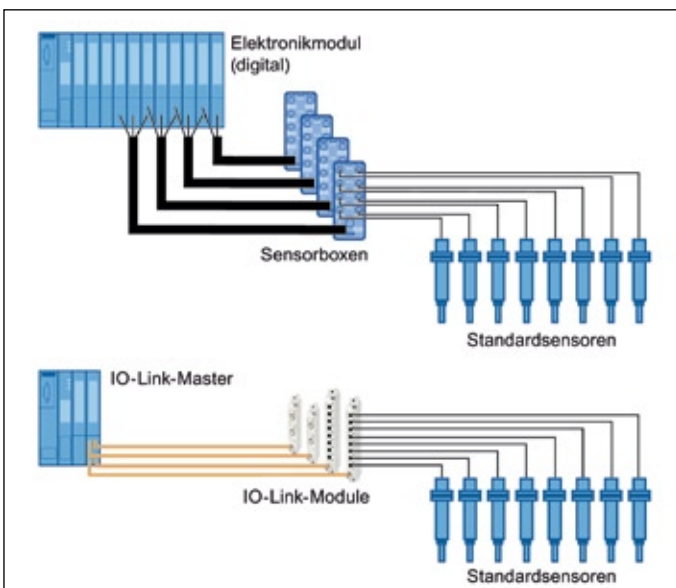 Elektronikmodul
(digital)
Sensorboxen
Standardsensoren
IO-Link-Master
IO-Link-Module
Standardsensoren